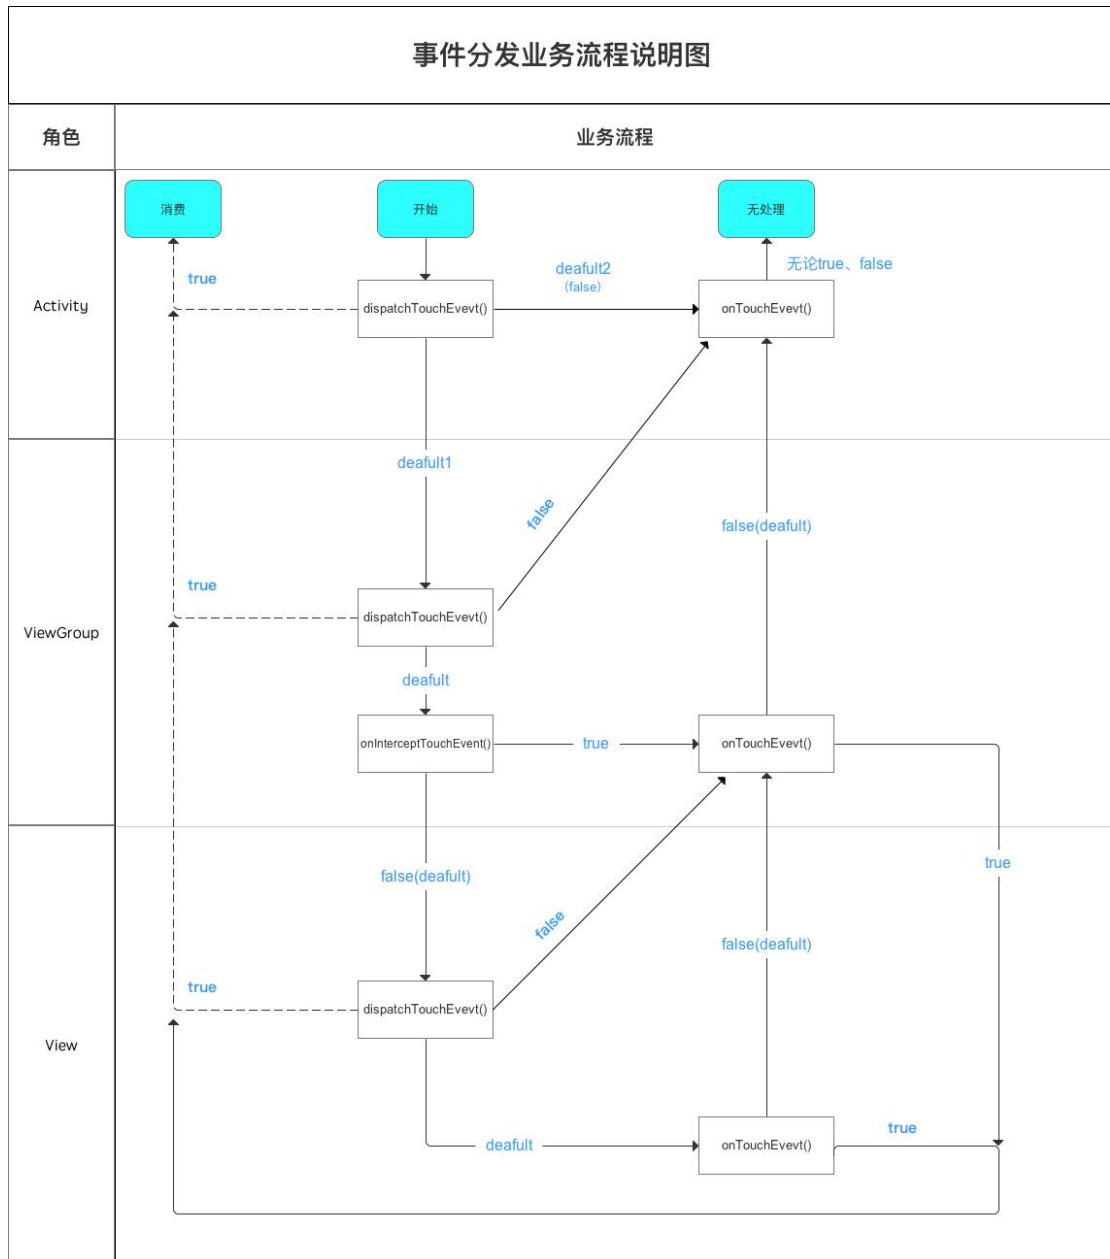 事件分发业务流程说明图
角色
业务流程
消费
开始
无处理
true
deafult2
(false)
无论true、false
Activity
dispatchTouchEvevt()
onTouchEvevt()
deafult1
false
false(deafult)
true
dispatchTouchEvevt()
ViewGroup
deafult
onInterceptTouchEvent()
true
onTouchEvevt()
true
false(deafult)
false
false(deafult)
true
dispatchTouchEvevt()
View
true
deafult
onTouchEvevt()